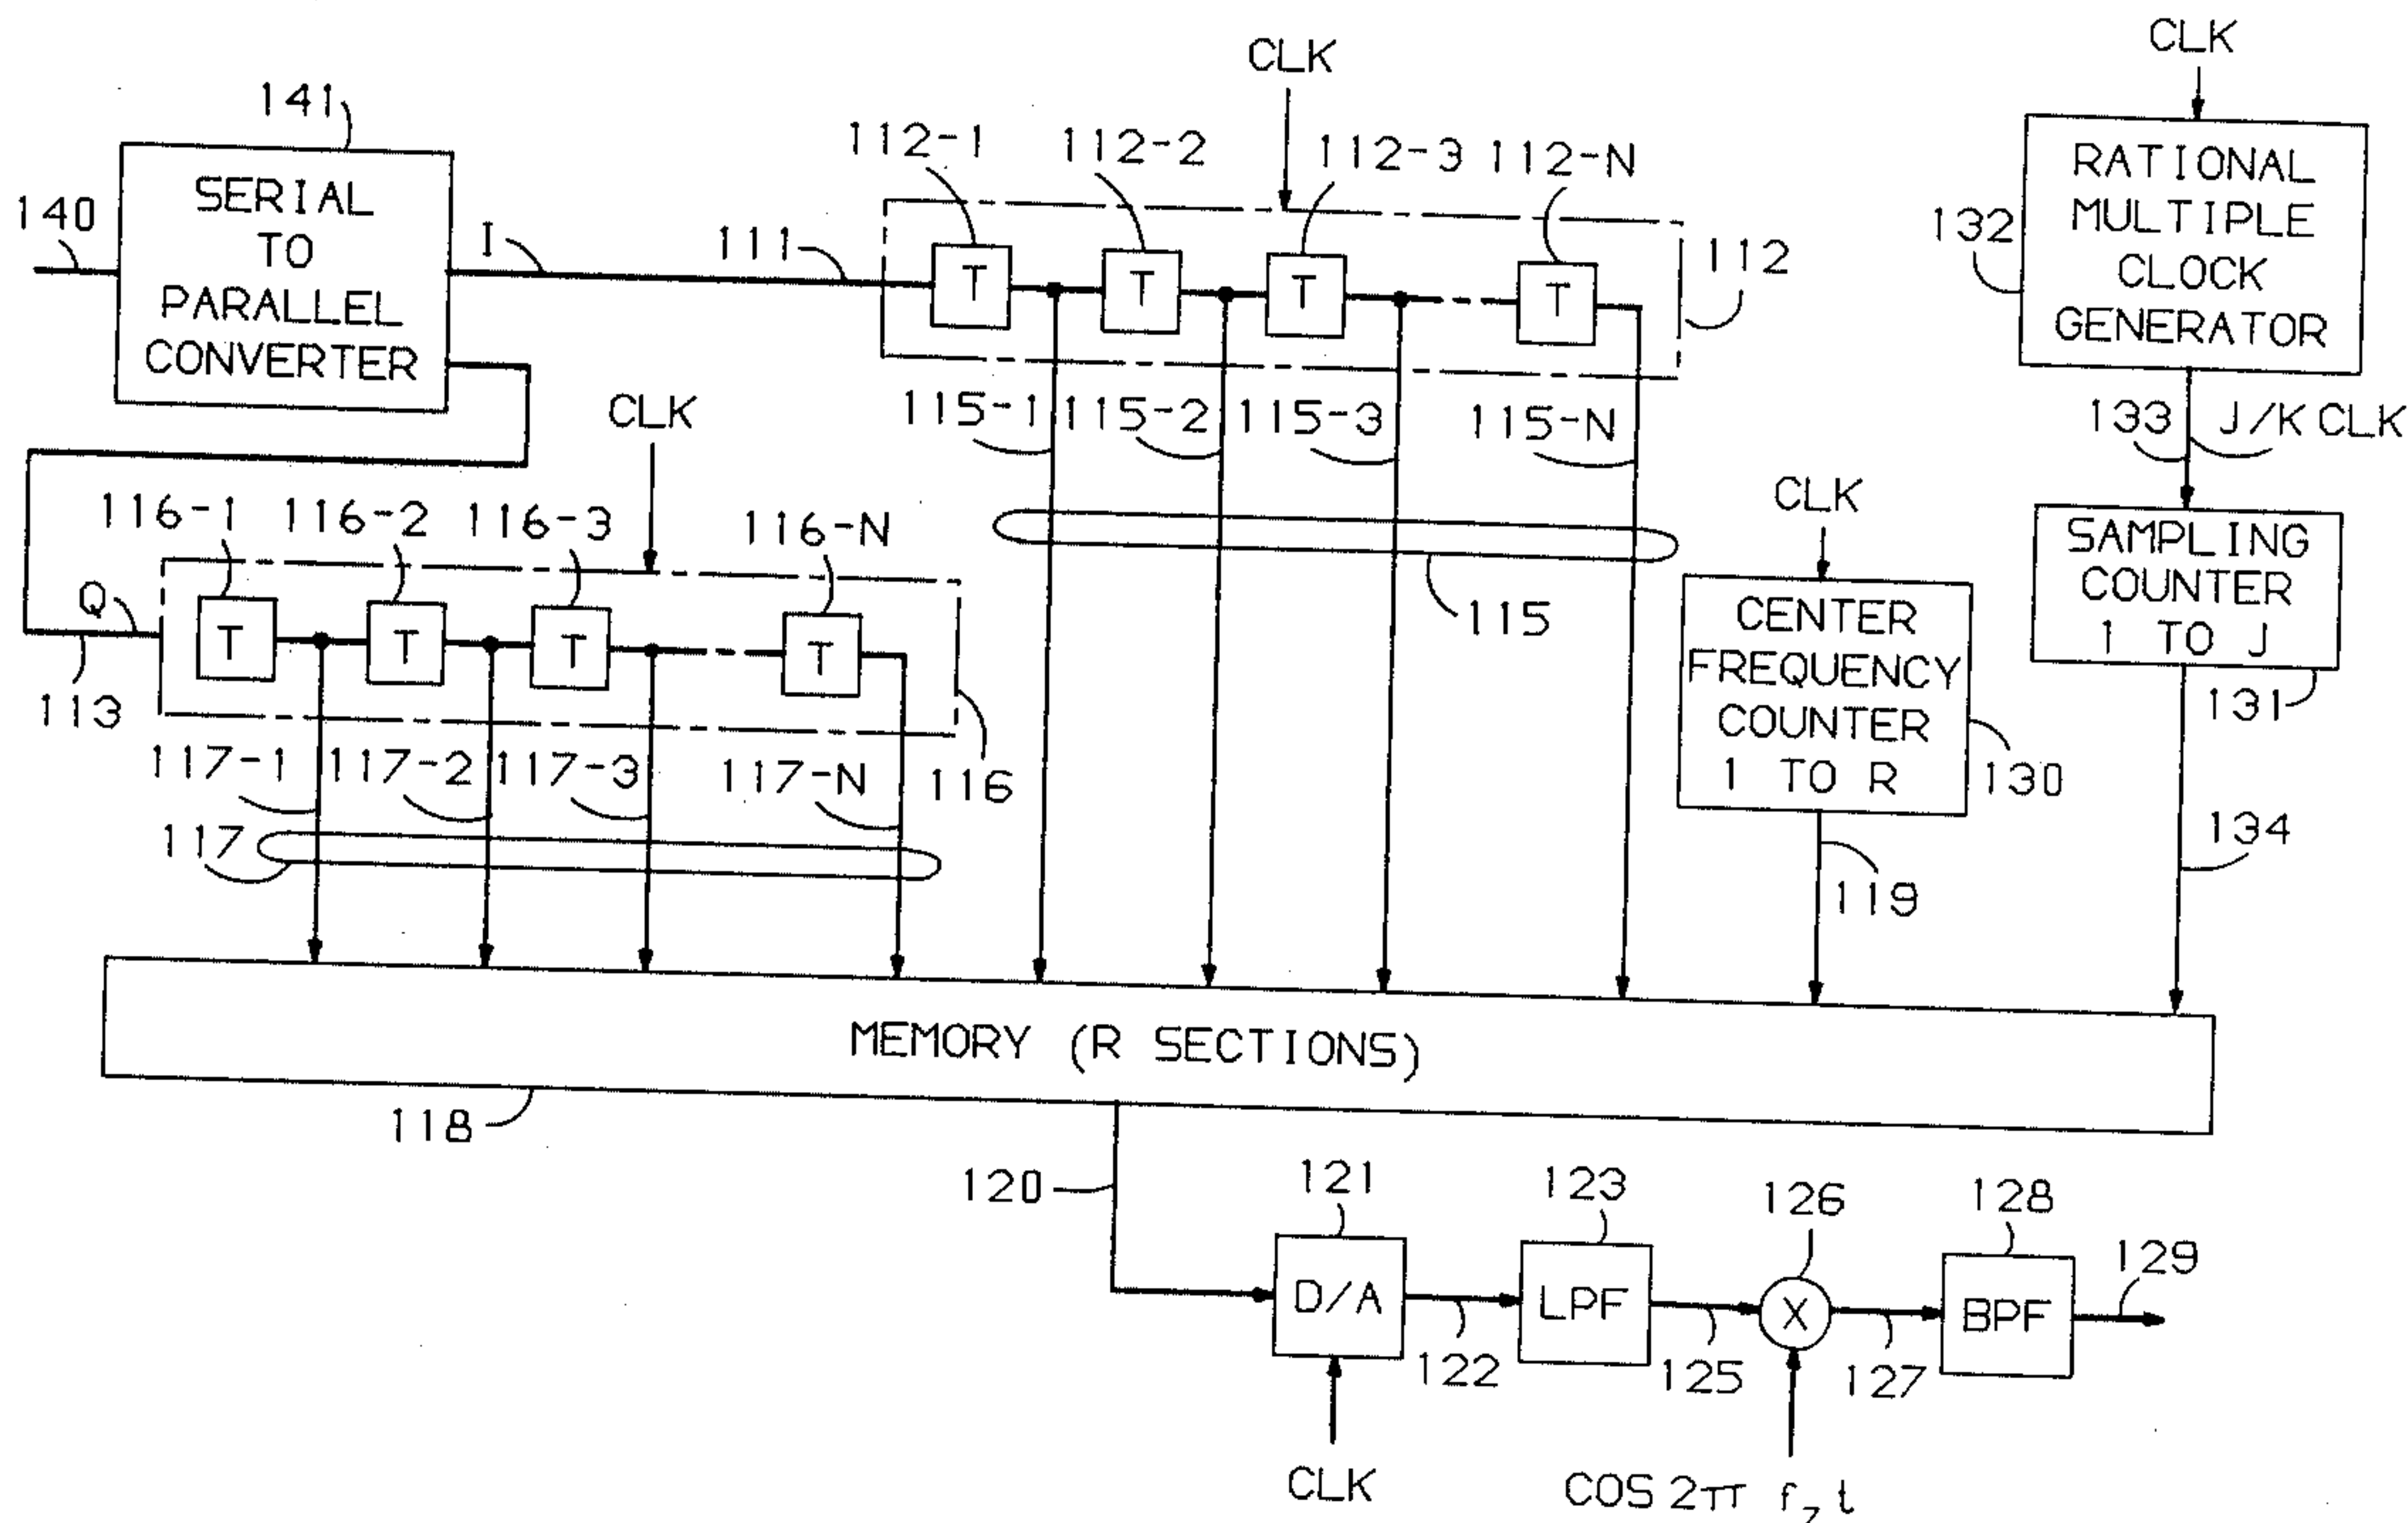 CLK
CLK
141
112-1
112-2
112-3
112-N
SERIAL
TO
PARALLEL
CONVERTER
140
I
111
T
T
T
T
112
132
RATIONAL
MULTIPLE
CLOCK
GENERATOR
CLK
115-1
115-2
115-3
115-N
133
J/K CLK
116-1
116-2
116-3
116-N
CLK
SAMPLING
COUNTER
1 TO J
131
Q
113
T
T
T
T
115
CENTER
FREQUENCY
COUNTER
1 TO R
130
117-1
117-2
117-3
117-N
116
117
119
134
MEMORY (R SECTIONS)
118
120
121
123
126
128
129
D/A
LPF
X
BPF
122
125
127
CLK
COS 2π f t